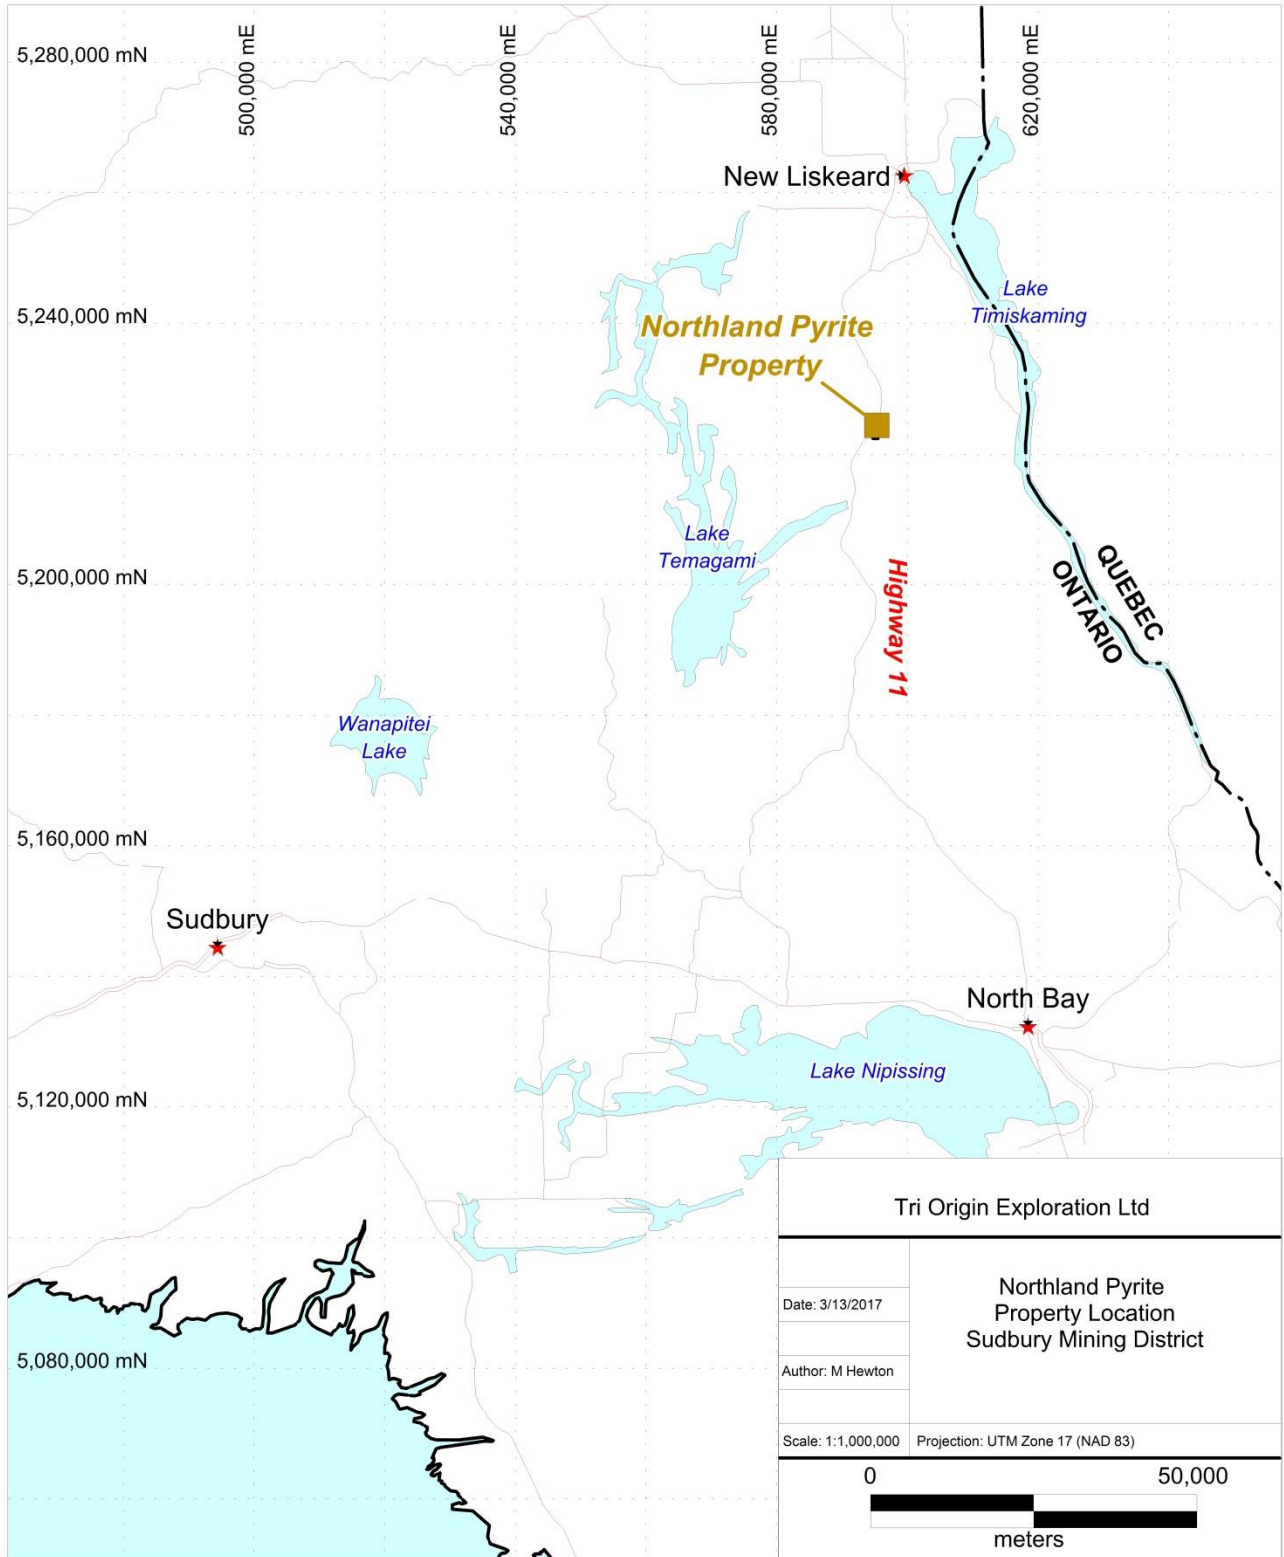 5,280,000 mN
500,000 mE
540,000 mE
580,000 mE
620,000 mE
New Liskeard
5,240,000 mN
Lake
Timiskaming
Northland Pyrite
Property
Lake
Temagami
5,200,000 mN
Highway 11
QUEBEC
ONTARIO
Wanapitei
Lake
5,160,000 mN
Sudbury
North Bay
Lake Nipissing
5,120,000 mN
5,080,000 mN
Tri Origin Exploration Ltd
Date: 3/13/2017
Author: M Hewton
Northland Pyrite
Property Location
Sudbury Mining District
Scale: 1:1,000,000
Projection: UTM Zone 17 (NAD 83)
0 50,000
meters